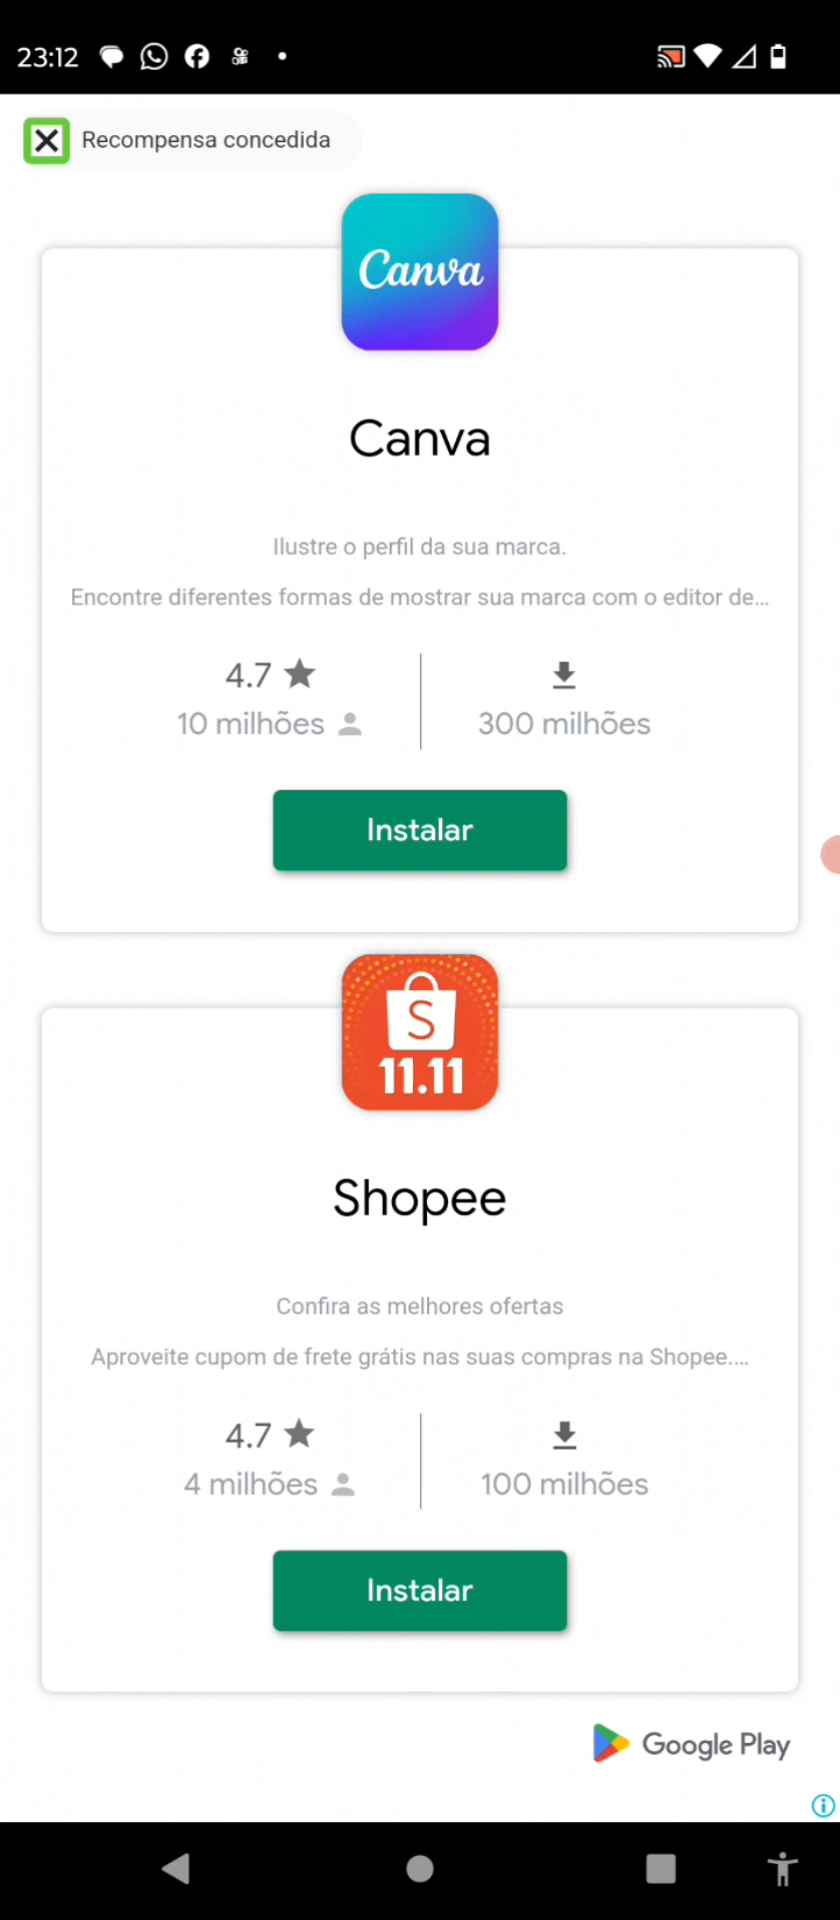 23:12
Recompensa concedida
Canva
Canva
Ilustre o perfil da sua marca.
Encontre diferentes formas de mostrar sua marca com o editor de...
4.7
10 milhões
300 milhões
Instalar
S
11.11
Shopee
Confira as melhores ofertas
Aproveite cupom de frete grátis nas suas compras na Shopee....
4.7
4 milhões
100 milhões
Instalar
Google Play